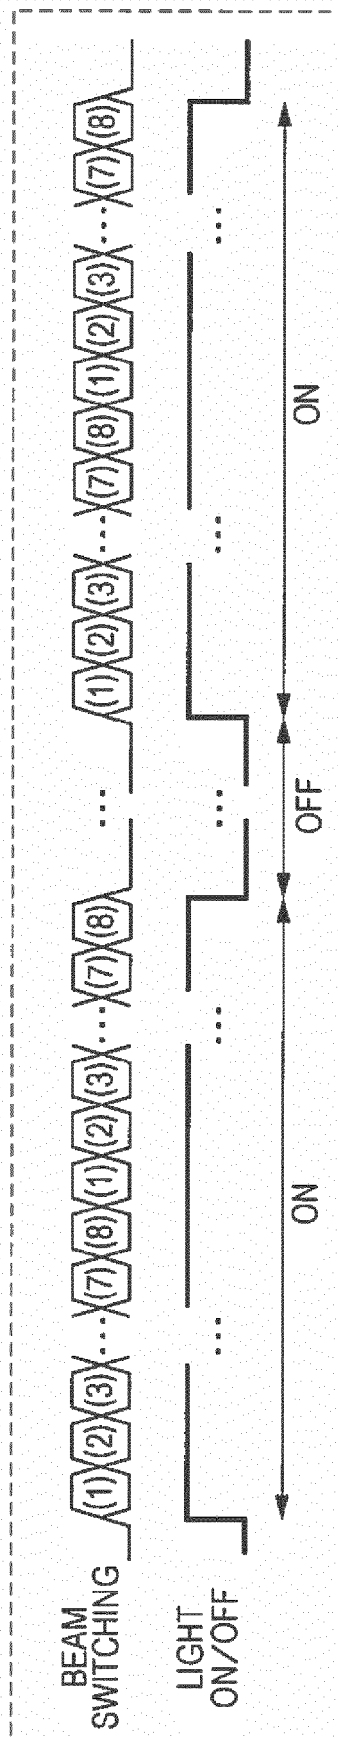 BEAM
SWITCHING
(1) (2) (3) ... (7) (8) (1) (2) (3) ... (7) (8) ... (1) (2) (3) ... (7) (8) (1) (2) (3) ... (7) (8)
LIGHT
ON/OFF
... ... ... ... ...
ON OFF ON